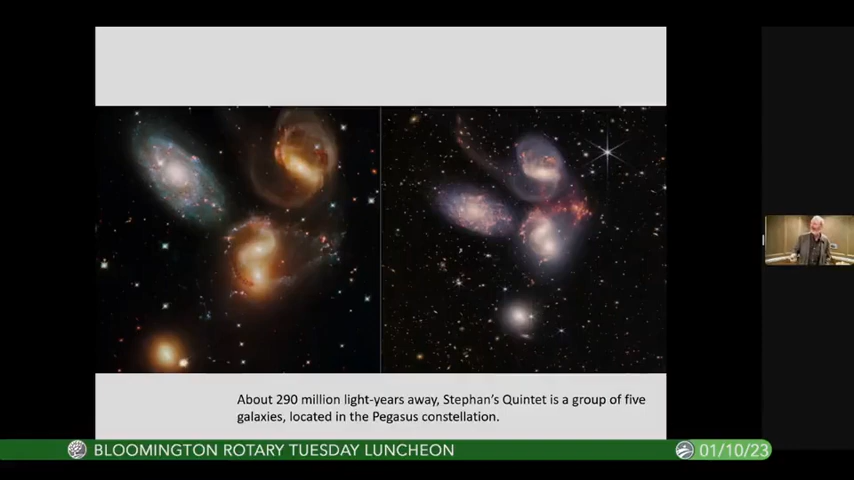 About 290 million light-years away, Stephan's Quintet is a group of five
galaxies, located in the Pegasus constellation.
BLOOMINGTON ROTARY TUESDAY LUNCHEON
01/10/23